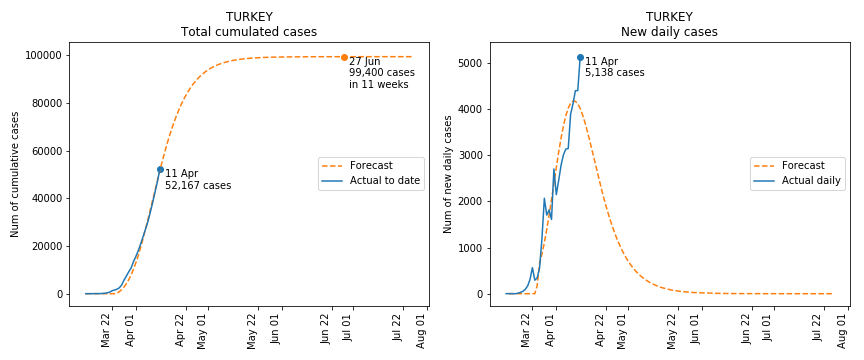 TURKEY
Total cumulated cases
Num of cumulative cases
100000
80000
60000
40000
20000
0
27 Jun
99,400 cases
in 11 weeks
11 Apr
52,167 cases
Forecast
Actual to date
Mar 22
Apr 01
Apr 22
May 01
May 22
Jun 01
Jun 22
Jul 01
Jul 22
Aug 01
TURKEY
New daily cases
Num of new daily cases
5000
4000
3000
2000
1000
0
11 Apr
5,138 cases
Forecast
Actual daily
Mar 22
Apr 01
Apr 22
May 01
May 22
Jun 01
Jun 22
Jul 01
Jul 22
Aug 01